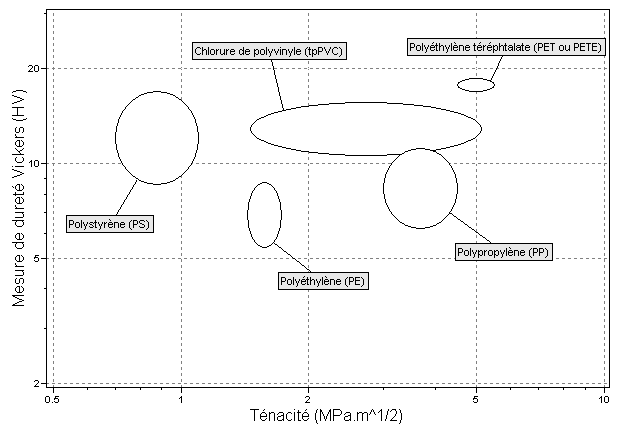 Chlorure de polyvinyle (tpPVC)
Polyéthylène téréphtalate (PET ou PETE)
Polystyrène (PS)
Polyéthylène (PE)
Polypropylène (PP)
Mesure de dureté Vickers (HV)
20
10
5
2
0.5
1
2
5
10
Ténacité (MPa.m^1/2)